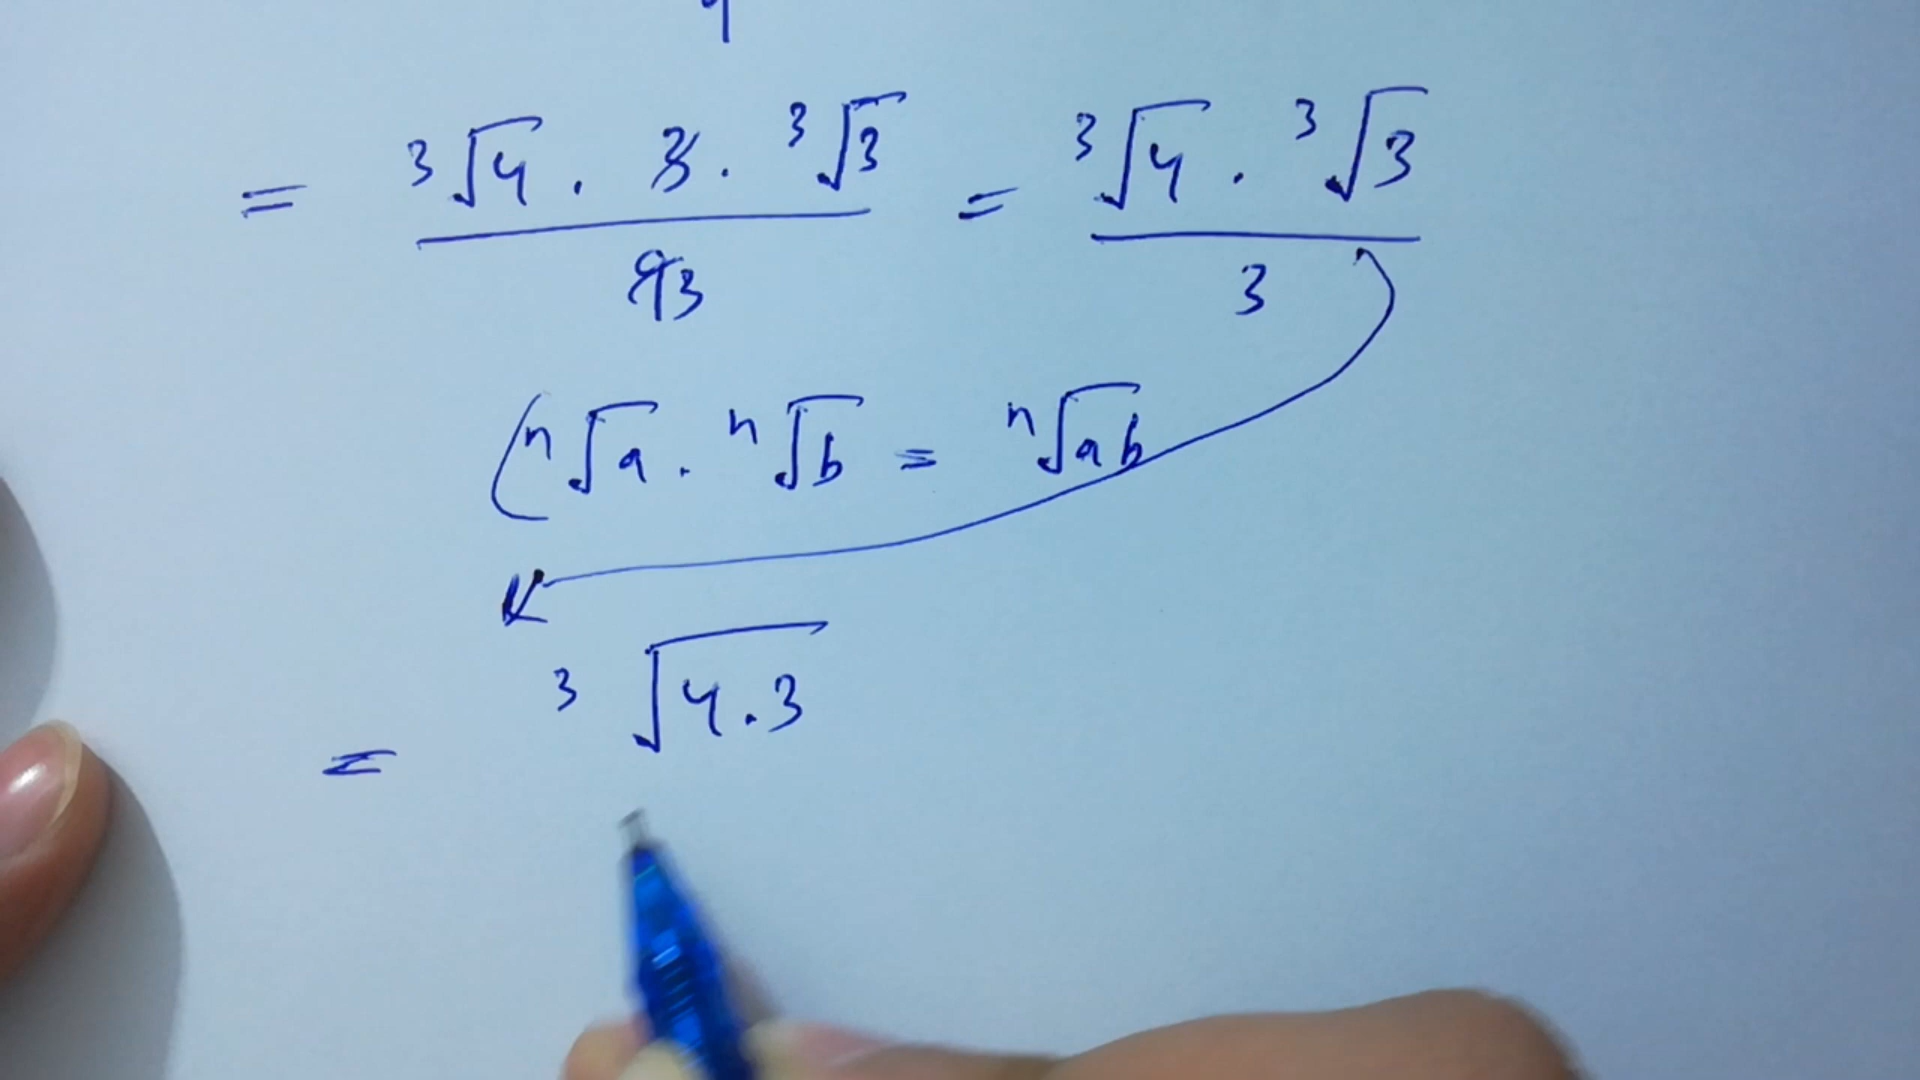 = ³√4 . 3 . ³√3 / 9 3 = ³√4 . ³√3 / 3
( ⁿ√a . ⁿ√b = ⁿ√ab
= ³√4.3